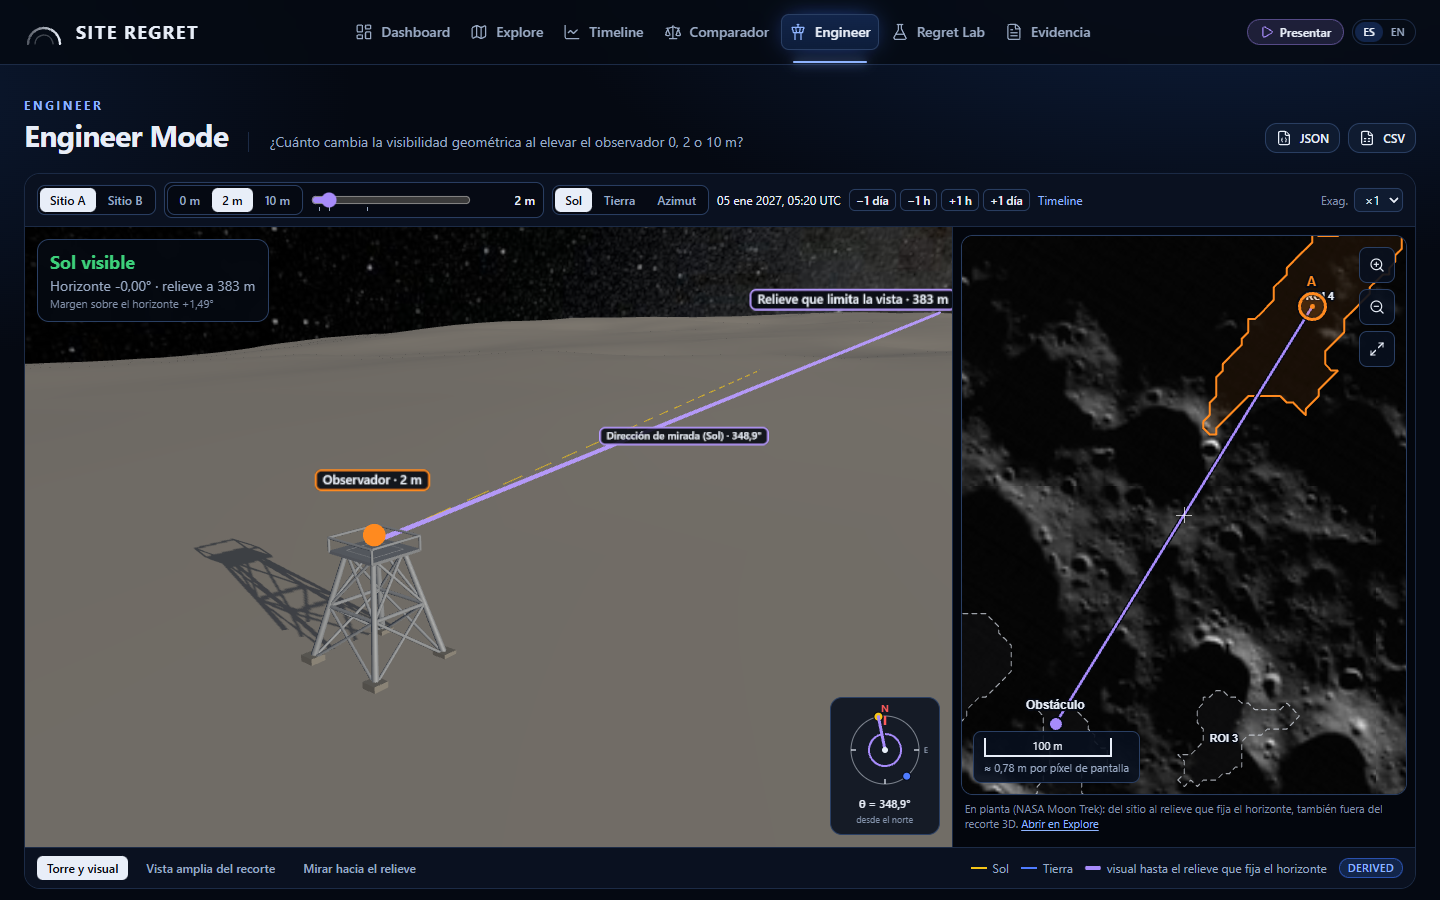 SITE REGRET
Dashboard
Explore
Timeline
Comparador
Engineer
Regret Lab
Evidencia
Presentar
ES
EN
ENGINEER
Engineer Mode
¿Cuánto cambia la visibilidad geométrica al elevar el observador 0, 2 o 10 m?
JSON
CSV
Sitio A
Sitio B
0 m
2 m
10 m
2 m
Sol
Tierra
Azimut
05 ene 2027, 05:20 UTC
−1 día
−1 h
+1 h
+1 día
Timeline
Exag.
×1
Sol visible
Horizonte -0,00° · relieve a 383 m
Margen sobre el horizonte +1,49°
Relieve que limita la vista · 383 m
Dirección de mirada (Sol) · 348,9°
Observador · 2 m
N
E
θ = 348,9°
desde el norte
A
Obstáculo
ROI 3
100 m
≈ 0,78 m por píxel de pantalla
En planta (NASA Moon Trek): del sitio al relieve que fija el horizonte, también fuera del
recorte 3D. Abrir en Explore
Torre y visual
Vista amplia del recorte
Mirar hacia el relieve
Sol
Tierra
visual hasta el relieve que fija el horizonte
DERIVED